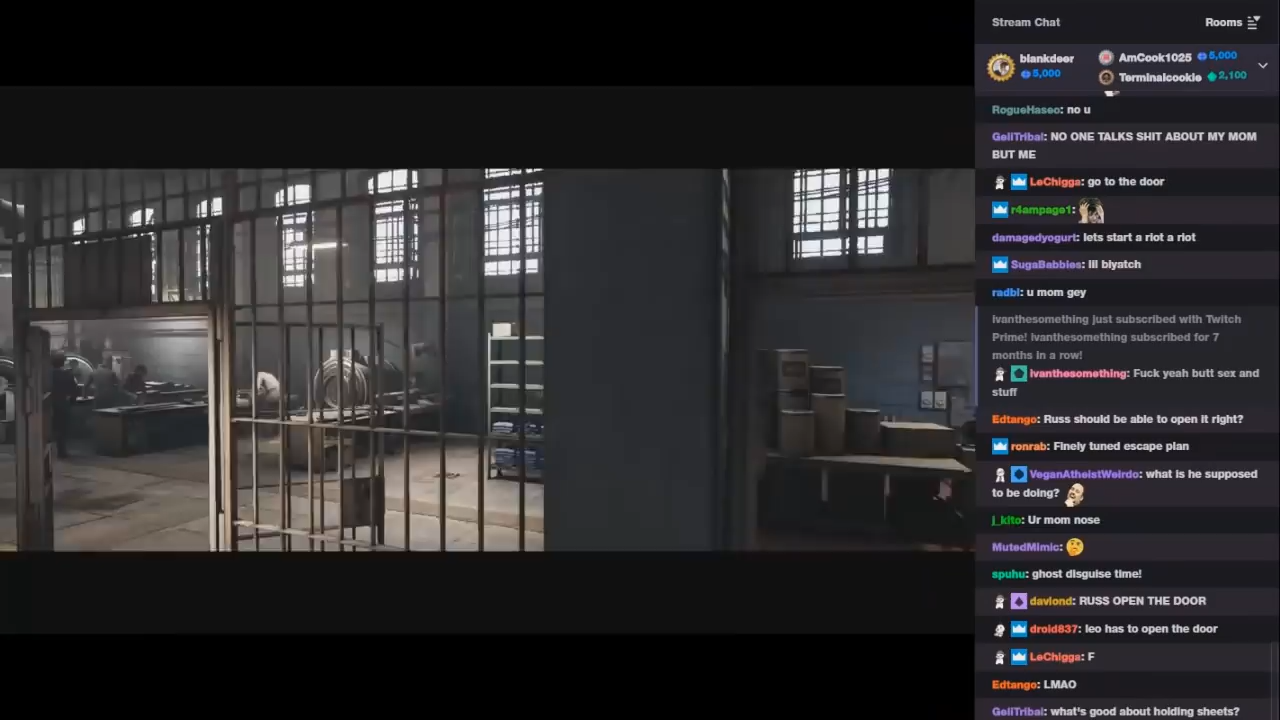 Stream Chat
Rooms
blankdeer
5,000
AmCook1025 5,000
Terminalcookie 2,100
RogueHaseo: no u
GellTribal: NO ONE TALKS SHIT ABOUT MY MOM
BUT ME
LeChigga: go to the door
r4ampage1:
damagedyogurt: lets start a riot a riot
SugaBabbies: lil biyatch
radbl: u mom gey
ivanthesomething just subscribed with Twitch
Prime! ivanthesomething subscribed for 7
months in a row!
ivanthesomething: Fuck yeah butt sex and
stuff
Edtango: Russ should be able to open it right?
ronrab: Finely tuned escape plan
VeganAtheistWeirdo: what is he supposed
to be doing?
j_kito: Ur mom nose
MutedMimic:
spuhu: ghost disguise time!
davlond: RUSS OPEN THE DOOR
droid837: leo has to open the door
LeChigga: F
Edtango: LMAO
GellTribal: what's good about holding sheets?